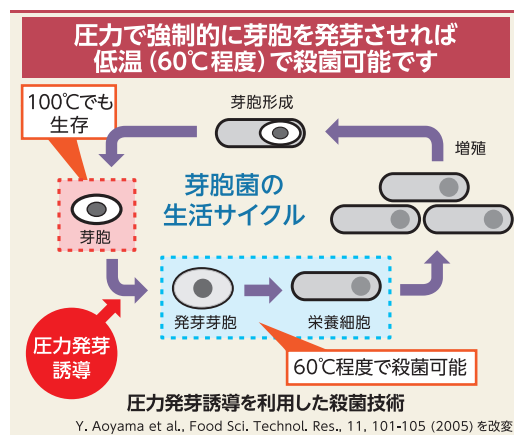 圧力で強制的に芽胞を発芽させれば
低温（60℃程度）で殺菌可能です
100℃でも
生存
芽胞形成
増殖
芽胞菌の
生活サイクル
芽胞
発芽芽胞
栄養細胞
圧力発芽
誘導
60℃程度で殺菌可能
圧力発芽誘導を利用した殺菌技術
Y. Aoyama et al., Food Sci. Technol. Res., 11, 101-105 (2005) を改変